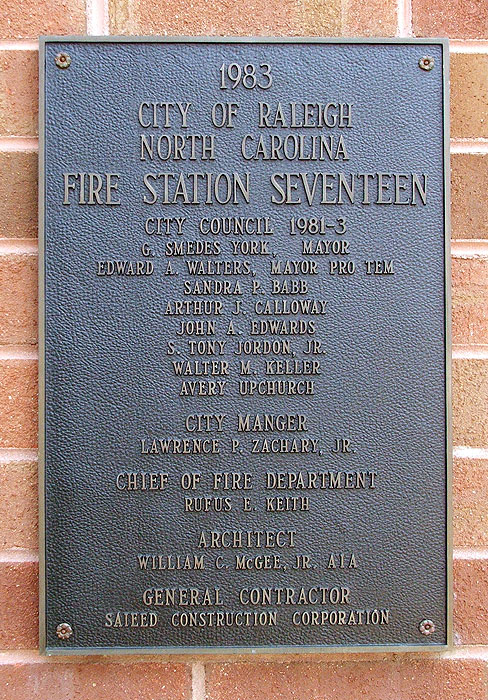 1983
CITY OF RALEIGH
NORTH CAROLINA
FIRE STATION SEVENTEEN
CITY COUNCIL 1981-3
G. SMEDES YORK, MAYOR
EDWARD A. WALTERS, MAYOR PRO TEM
SANDRA P. BABB
ARTHUR J. CALLOWAY
JOHN A. EDWARDS
S. TONY JORDON, JR.
WALTER M. KELLER
AVERY UPCHURCH
CITY MANGER
LAWRENCE P. ZACHARY, JR.
CHIEF OF FIRE DEPARTMENT
RUFUS E. KEITH
ARCHITECT
WILLIAM C. McGEE, JR. AIA
GENERAL CONTRACTOR
SAIEED CONSTRUCTION CORPORATION